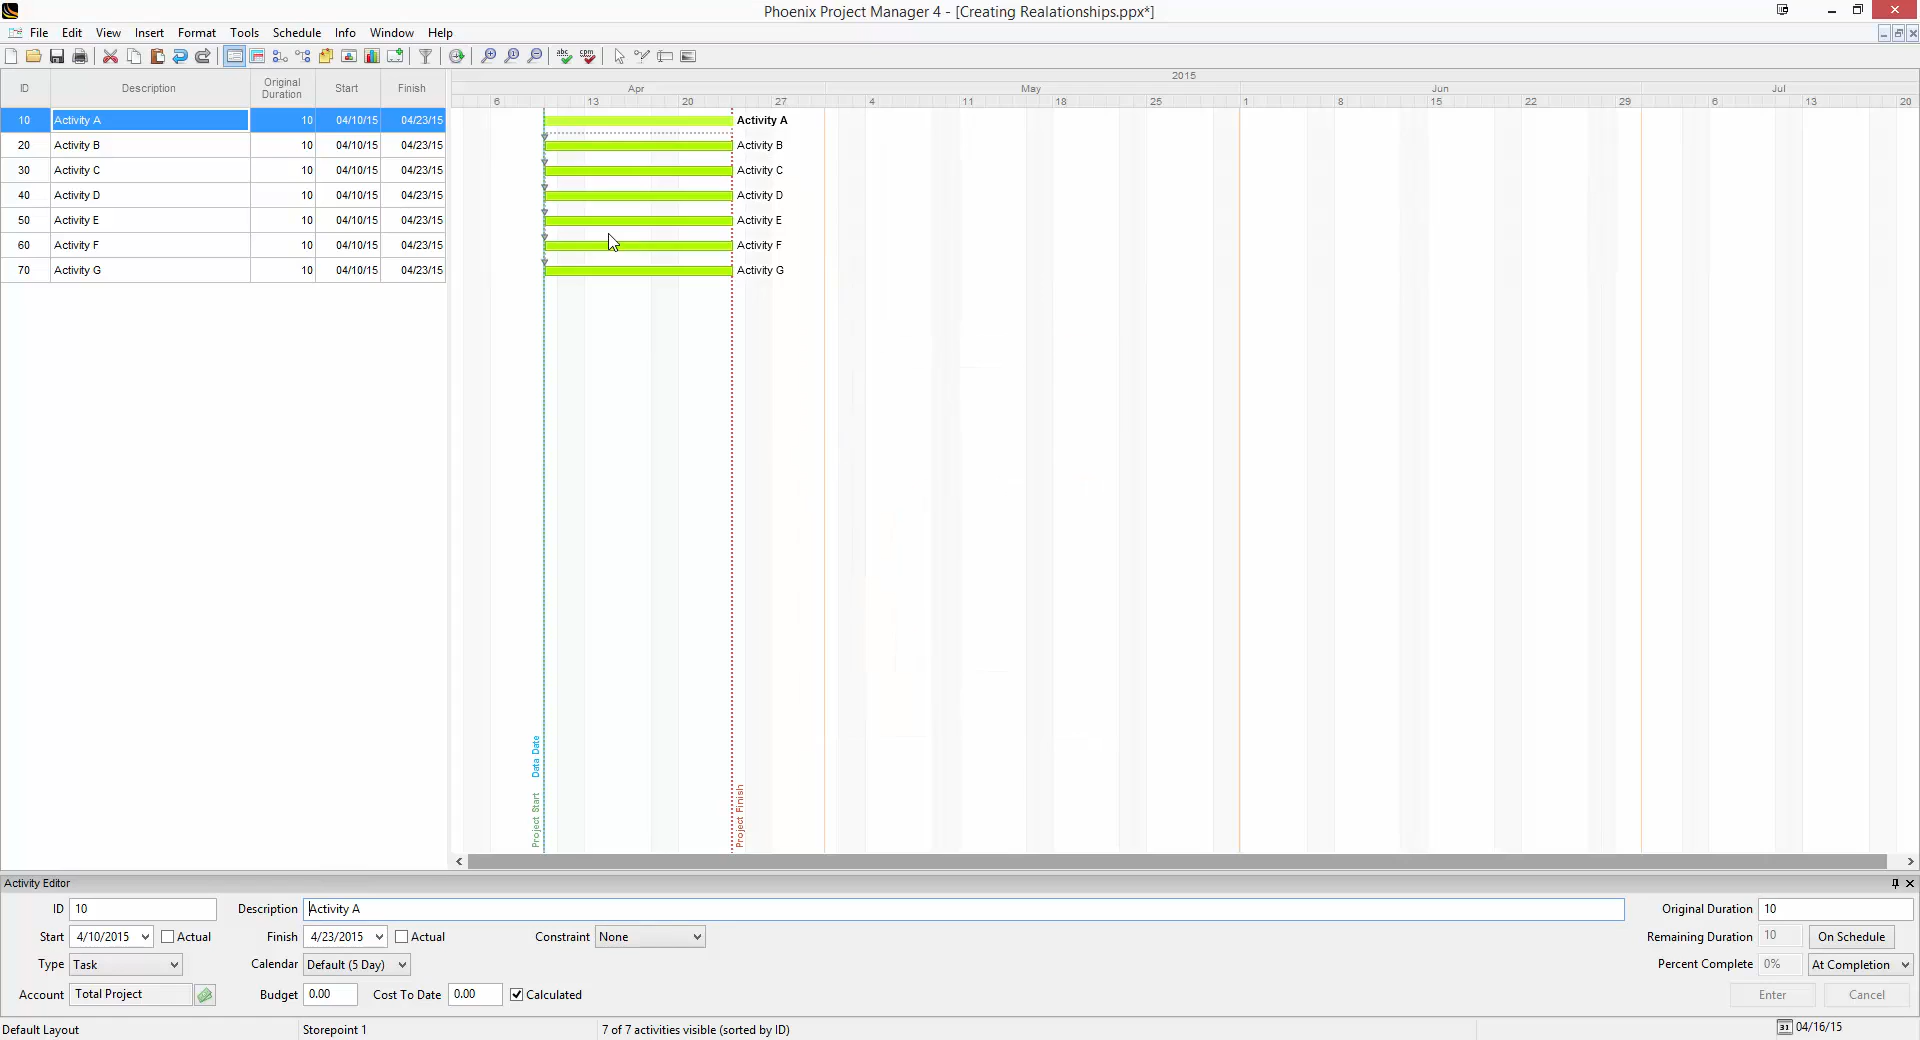 Phoenix Project Manager 4 - [Creating Realationships.ppx*]
File Edit View Insert Format Tools Schedule Info Window Help
ID Description Original Duration Start Finish
10 Activity A 10 04/10/15 04/23/15
20 Activity B 10 04/10/15 04/23/15
30 Activity C 10 04/10/15 04/23/15
40 Activity D 10 04/10/15 04/23/15
50 Activity E 10 04/10/15 04/23/15
60 Activity F 10 04/10/15 04/23/15
70 Activity G 10 04/10/15 04/23/15
2015
Apr May Jun Jul
6 13 20 27 4 11 18 25 1 8 15 22 29 6 13 20
Activity A
Activity B
Activity C
Activity D
Activity E
Activity F
Activity G
Project Start Data Date
Project Finish
Activity Editor
ID 10 Description Activity A Original Duration 10
Start 4/10/2015 Actual Finish 4/23/2015 Actual Constraint None Remaining Duration 10 On Schedule
Type Task Calendar Default (5 Day) Percent Complete 0% At Completion
Account Total Project Budget 0.00 Cost To Date 0.00 Calculated Enter Cancel
Default Layout Storepoint 1 7 of 7 activities visible (sorted by ID) 31 04/16/15